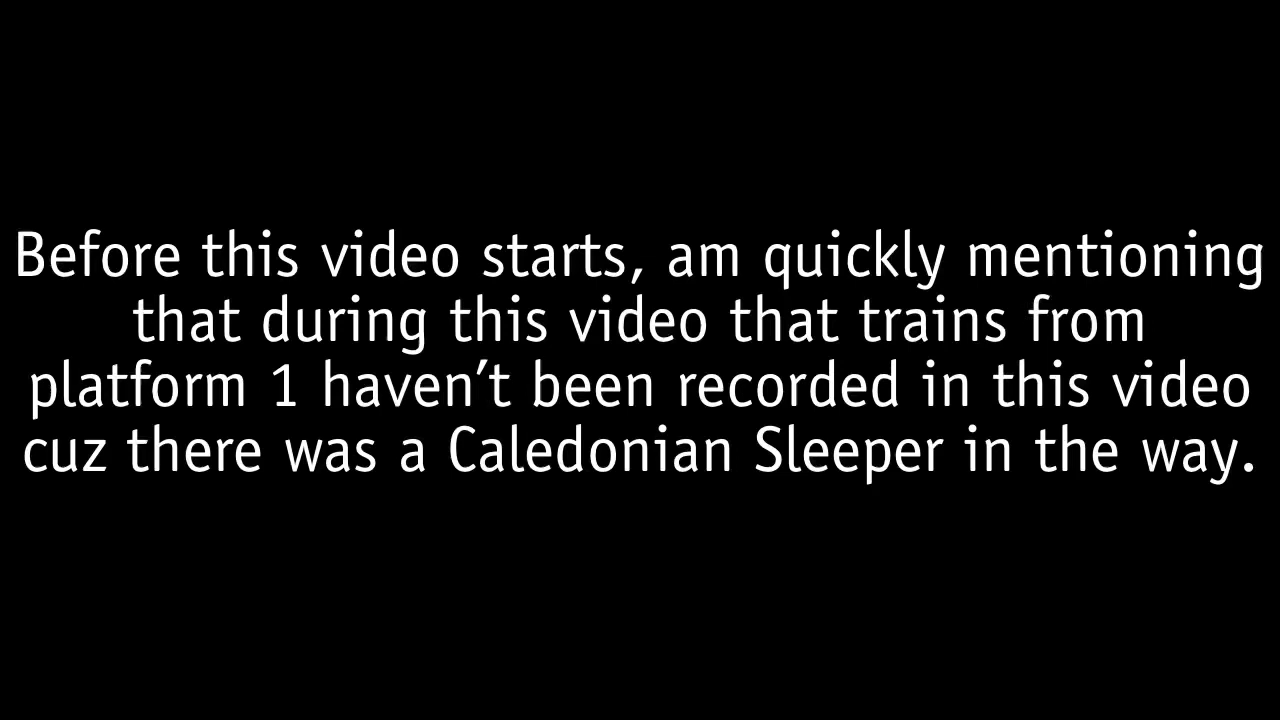 Before this video starts, am quickly mentioning
that during this video that trains from
platform 1 haven't been recorded in this video
cuz there was a Caledonian Sleeper in the way.